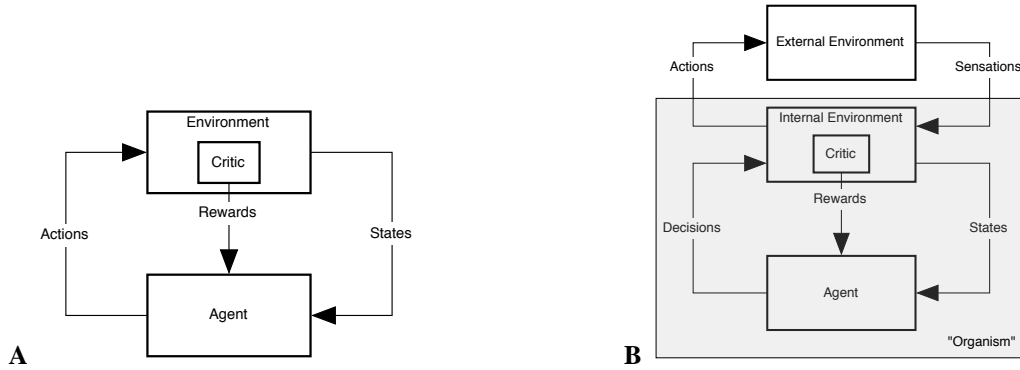 Environment
Critic
Rewards
Actions
States
Agent
A
External Environment
Actions
Sensations
Internal Environment
Critic
Rewards
Decisions
States
Agent
"Organism"
B